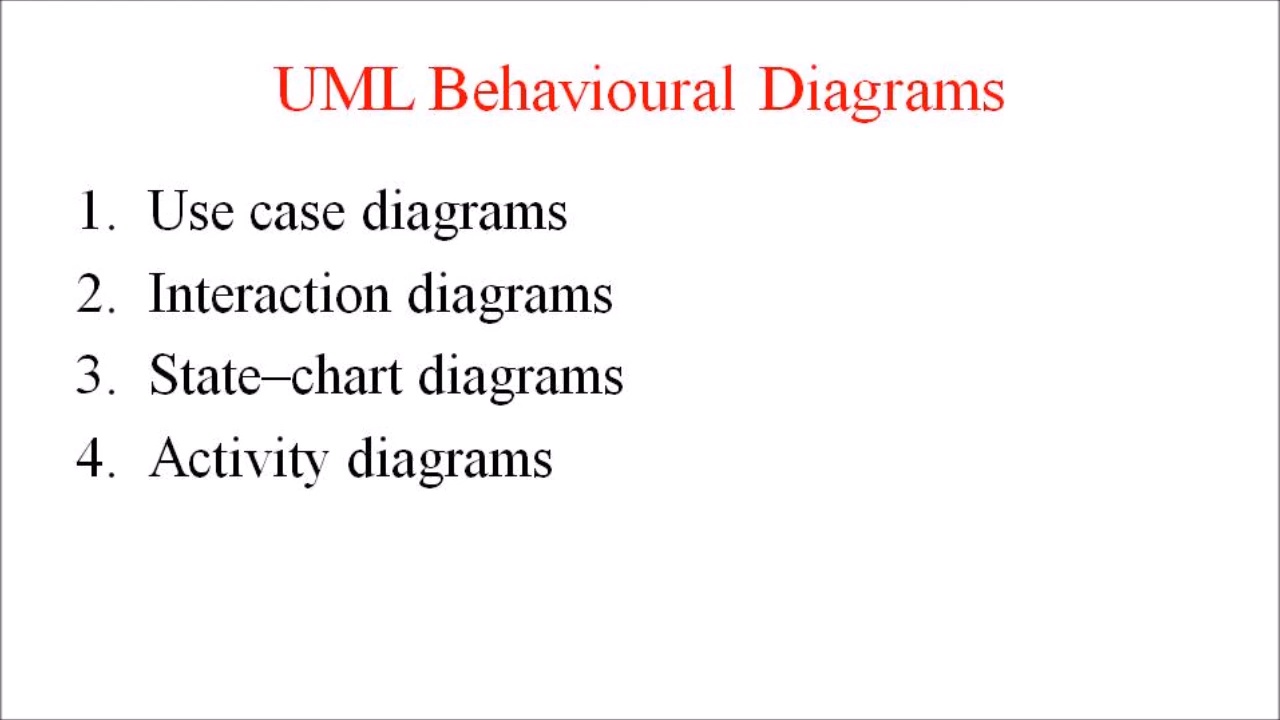 UML Behavioural Diagrams
1. Use case diagrams
2. Interaction diagrams
3. State–chart diagrams
4. Activity diagrams